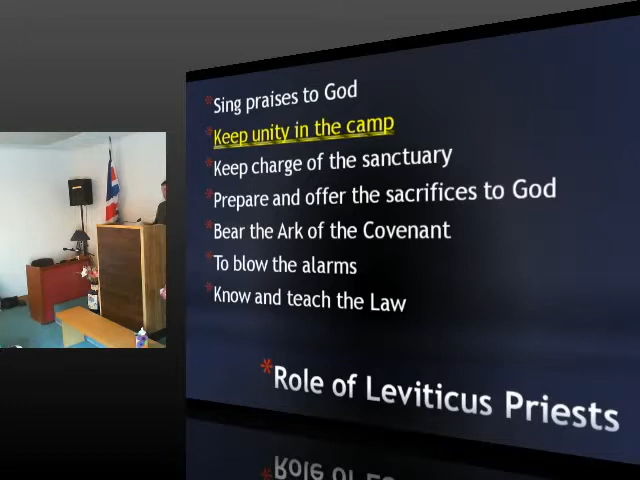 *Sing praises to God
*Keep unity in the camp
*Keep charge of the sanctuary
*Prepare and offer the sacrifices to God
*Bear the Ark of the Covenant
*To blow the alarms
*Know and teach the Law
*Role of Leviticus Priests